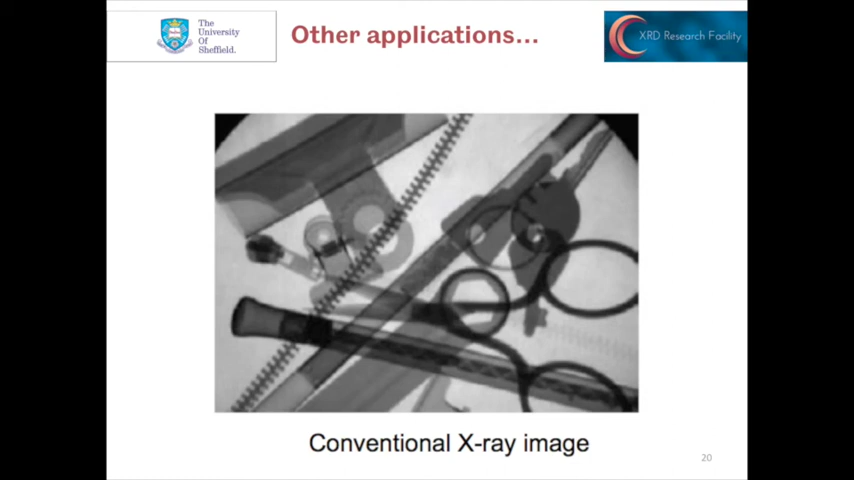 The
University
Of
Sheffield.
Other applications...
XRD Research Facility
Conventional X-ray image
20